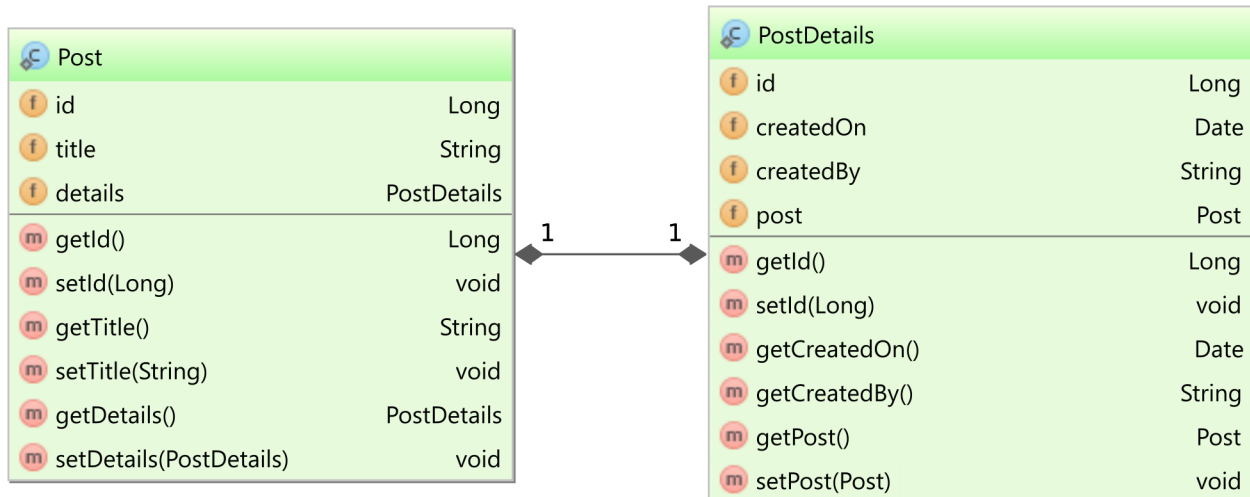 Post
id Long
title String
details PostDetails
getId() Long
setId(Long) void
getTitle() String
setTitle(String) void
getDetails() PostDetails
setDetails(PostDetails) void
1 1
PostDetails
id Long
createdOn Date
createdBy String
post Post
getId() Long
setId(Long) void
getCreatedOn() Date
getCreatedBy() String
getPost() Post
setPost(Post) void